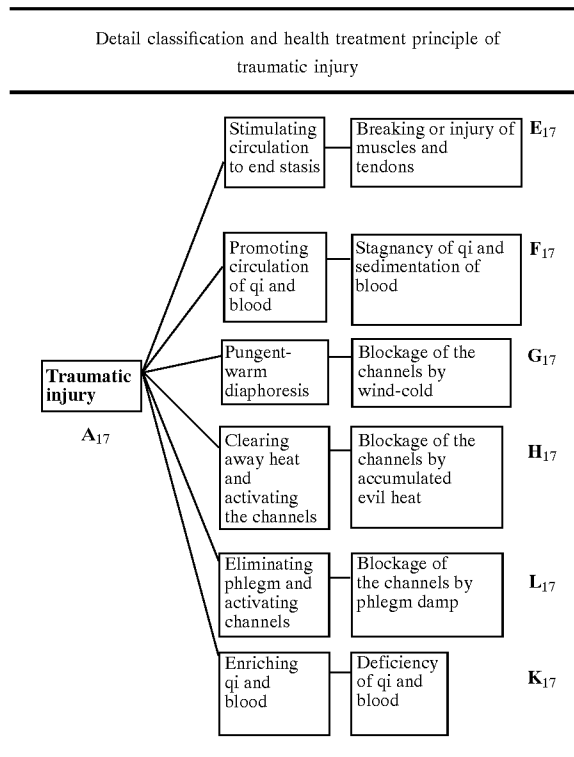 Detail classification and health treatment principle of
traumatic injury
Stimulating
circulation
to end stasis
Breaking or injury of
muscles and
tendons
E17
Promoting
circulation
of qi and
blood
Stagnancy of qi and
sedimentation of
blood
F17
Pungent-
warm
diaphoresis
Blockage of the
channels by
wind-cold
G17
Traumatic
injury
A17
Clearing
away heat
and
activating
the channels
Blockage of the
channels by
accumulated
evil heat
H17
Eliminating
phlegm and
activating
channels
Blockage of
the channels by
phlegm damp
L17
Enriching
qi and
blood
Deficiency
of qi and
blood
K17